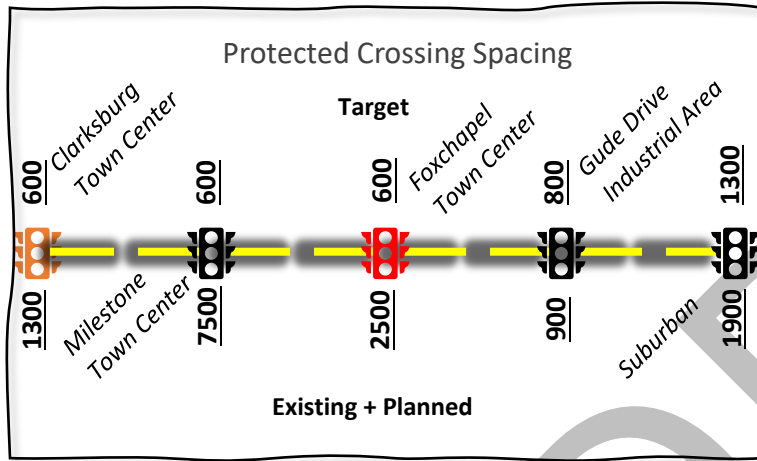 Protected Crossing Spacing
Target
600
Clarksburg
Town Center
600
600
Foxchapel
Town Center
800
Gude Drive
Industrial Area
1300
1300
Milestone
Town Center
7500
2500
900
Suburban
1900
Existing + Planned